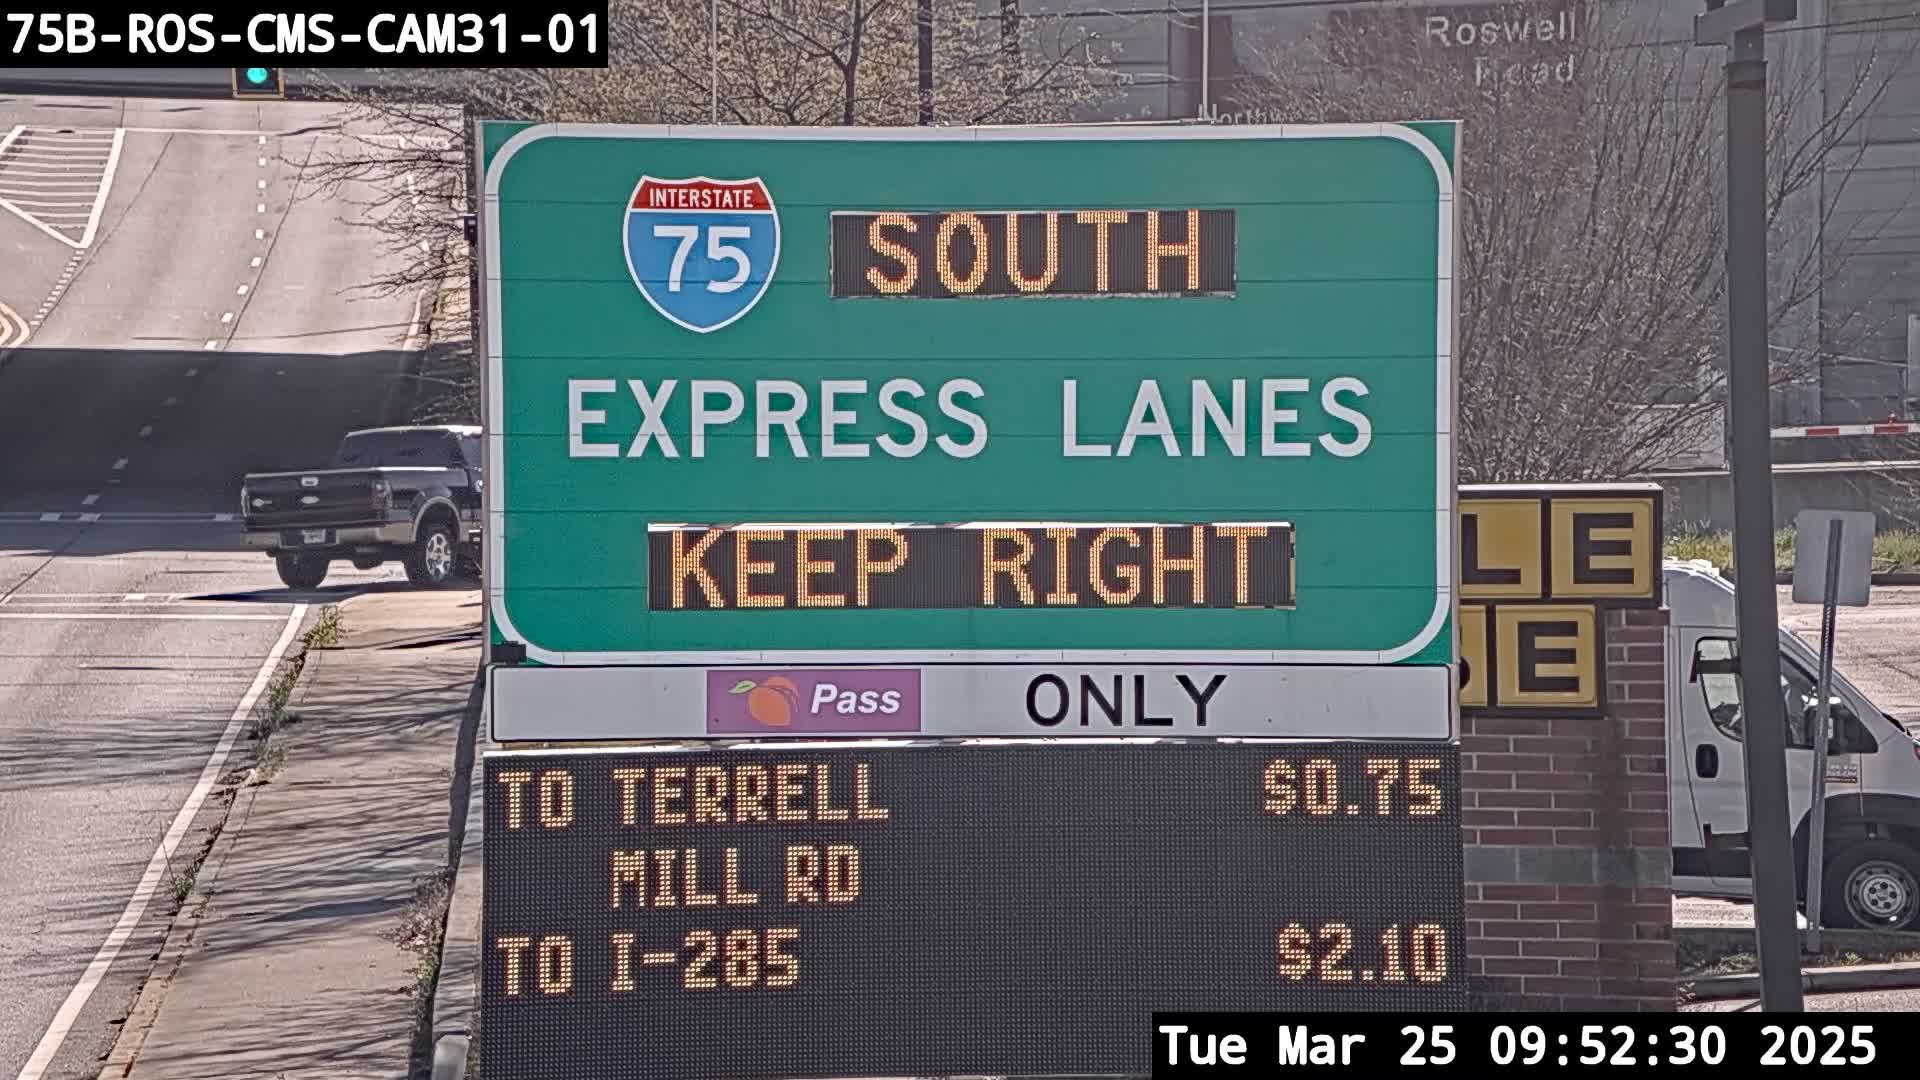 75B-ROS-CMS-CAM31-01
Roswell
Road
INTERSTATE
75
SOUTH
EXPRESS LANES
KEEP RIGHT
Pass ONLY
TO TERRELL $0.75
MILL RD
TO I-285 $2.10
LE
E
Tue Mar 25 09:52:30 2025